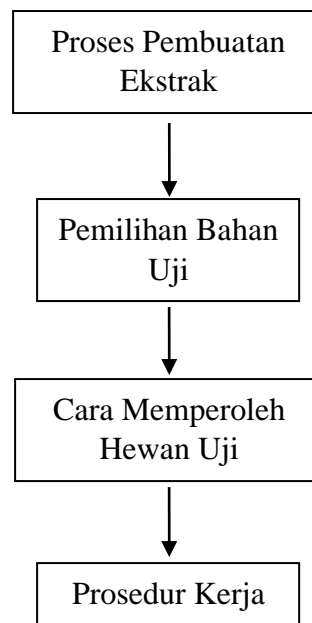 Proses Pembuatan
Ekstrak
Pemilihan Bahan
Uji
Cara Memperoleh
Hewan Uji
Prosedur Kerja